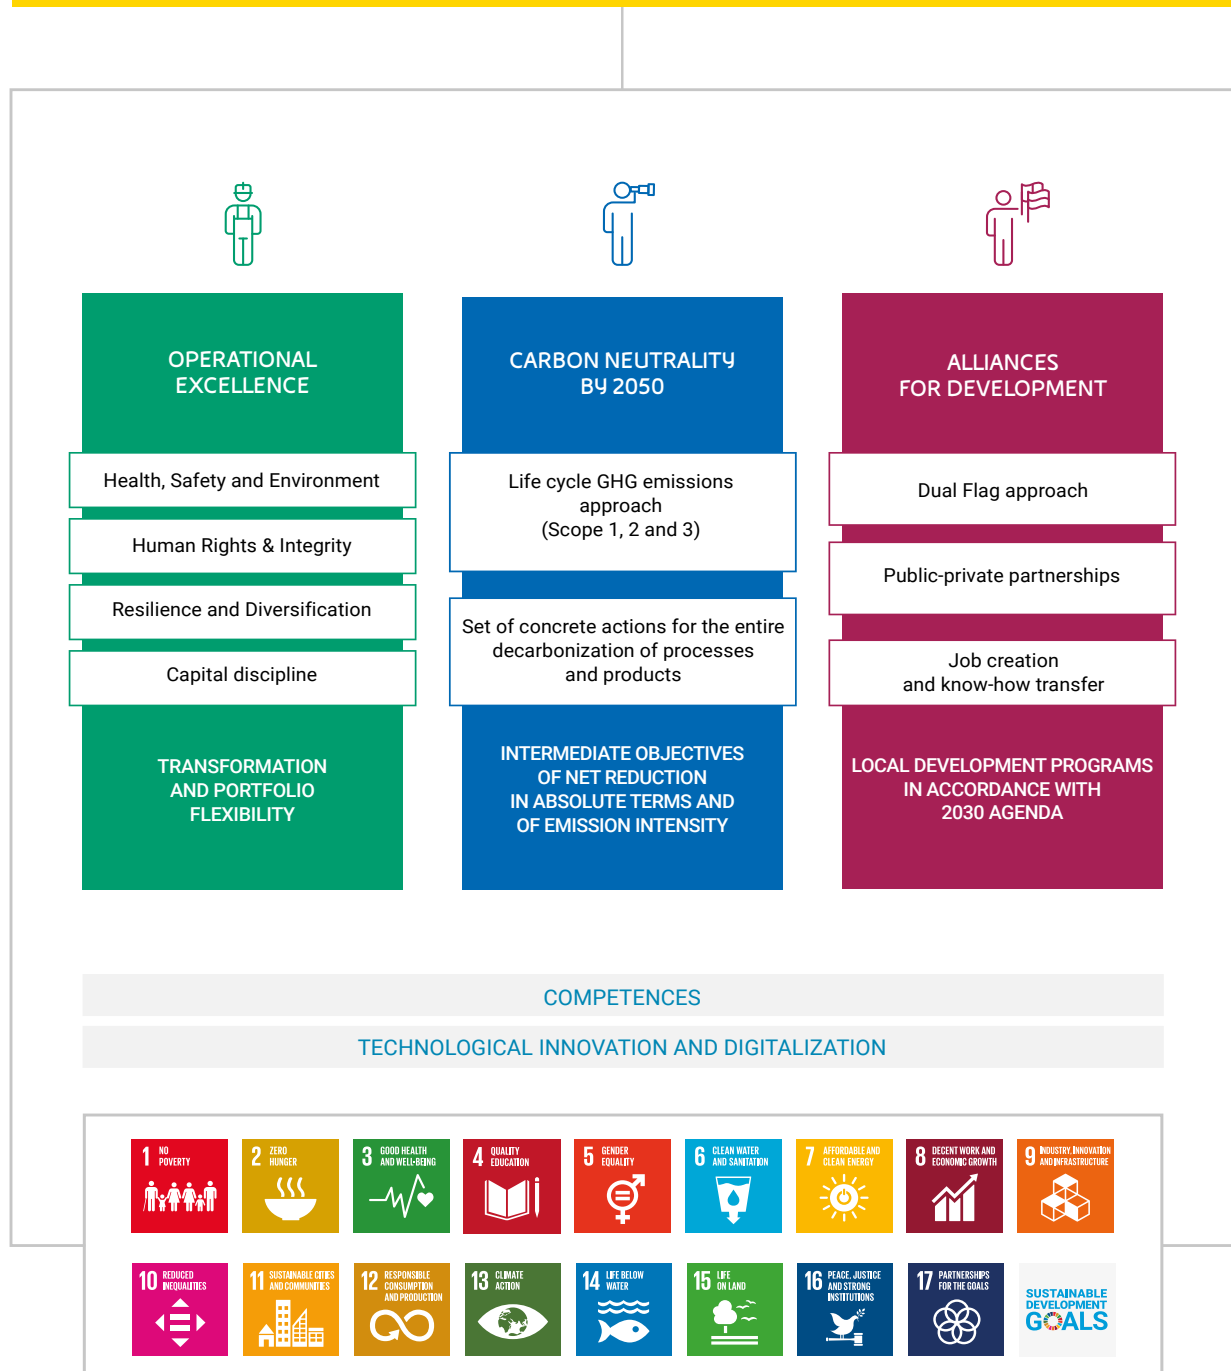 OPERATIONAL
EXCELLENCE
Health, Safety and Environment
Human Rights & Integrity
Resilience and Diversification
Capital discipline
TRANSFORMATION
AND PORTFOLIO
FLEXIBILITY
CARBON NEUTRALITY
BY 2050
Life cycle GHG emissions
approach
(Scope 1, 2 and 3)
Set of concrete actions for the entire
decarbonization of processes
and products
INTERMEDIATE OBJECTIVES
OF NET REDUCTION
IN ABSOLUTE TERMS AND
OF EMISSION INTENSITY
ALLIANCES
FOR DEVELOPMENT
Dual Flag approach
Public-private partnerships
Job creation
and know-how transfer
LOCAL DEVELOPMENT PROGRAMS
IN ACCORDANCE WITH
2030 AGENDA
COMPETENCES
TECHNOLOGICAL INNOVATION AND DIGITALIZATION
1 NO
POVERTY
2 ZERO
HUNGER
3 GOOD HEALTH
AND WELL-BEING
4 QUALITY
EDUCATION
5 GENDER
EQUALITY
6 CLEAN WATER
AND SANITATION
7 AFFORDABLE AND
CLEAN ENERGY
8 DECENT WORK AND
ECONOMIC GROWTH
9 INDUSTRY, INNOVATION
AND INFRASTRUCTURE
10 REDUCED
INEQUALITIES
11 SUSTAINABLE CITIES
AND COMMUNITIES
12 RESPONSIBLE
CONSUMPTION
AND PRODUCTION
13 CLIMATE
ACTION
14 LIFE BELOW
WATER
15 LIFE
ON LAND
16 PEACE, JUSTICE
AND STRONG
INSTITUTIONS
17 PARTNERSHIPS
FOR THE GOALS
SUSTAINABLE
DEVELOPMENT
GOALS